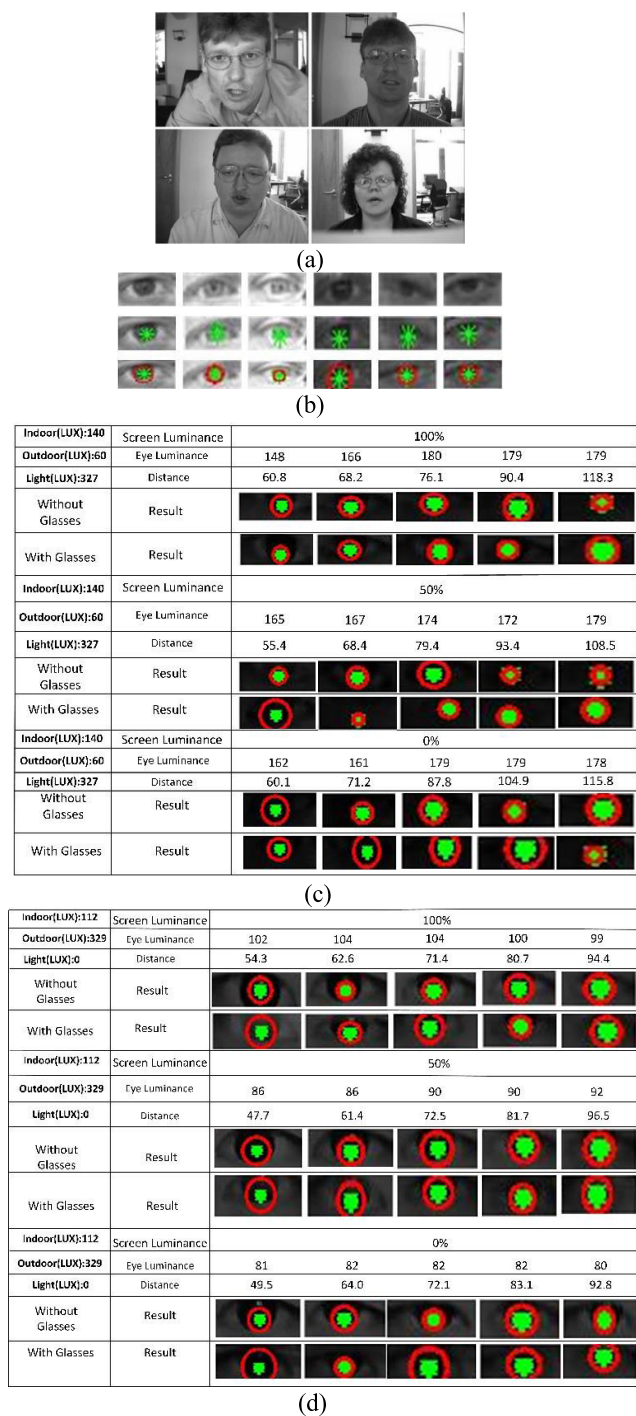 (a)
(b)
Indoor(LUX):140 Screen Luminance 100%
Outdoor(LUX):60 Eye Luminance 148 166 180 179 179
Light(LUX):327 Distance 60.8 68.2 76.1 90.4 118.3
Without Glasses Result
With Glasses Result
Indoor(LUX):140 Screen Luminance 50%
Outdoor(LUX):60 Eye Luminance 165 167 174 172 179
Light(LUX):327 Distance 55.4 68.4 79.4 93.4 108.5
Without Glasses Result
With Glasses Result
Indoor(LUX):140 Screen Luminance 0%
Outdoor(LUX):60 Eye Luminance 162 161 179 179 178
Light(LUX):327 Distance 60.1 71.2 87.8 104.9 115.8
Without Glasses Result
With Glasses Result
(c)
Indoor(LUX):112 Screen Luminance 100%
Outdoor(LUX):329 Eye Luminance 102 104 104 100 99
Light(LUX):0 Distance 54.3 62.6 71.4 80.7 94.4
Without Glasses Result
With Glasses Result
Indoor(LUX):112 Screen Luminance 50%
Outdoor(LUX):329 Eye Luminance 86 86 90 90 92
Light(LUX):0 Distance 47.7 61.4 72.5 81.7 96.5
Without Glasses Result
With Glasses Result
Indoor(LUX):112 Screen Luminance 0%
Outdoor(LUX):329 Eye Luminance 81 82 82 82 80
Light(LUX):0 Distance 49.5 64.0 72.1 83.1 92.8
Without Glasses Result
With Glasses Result
(d)